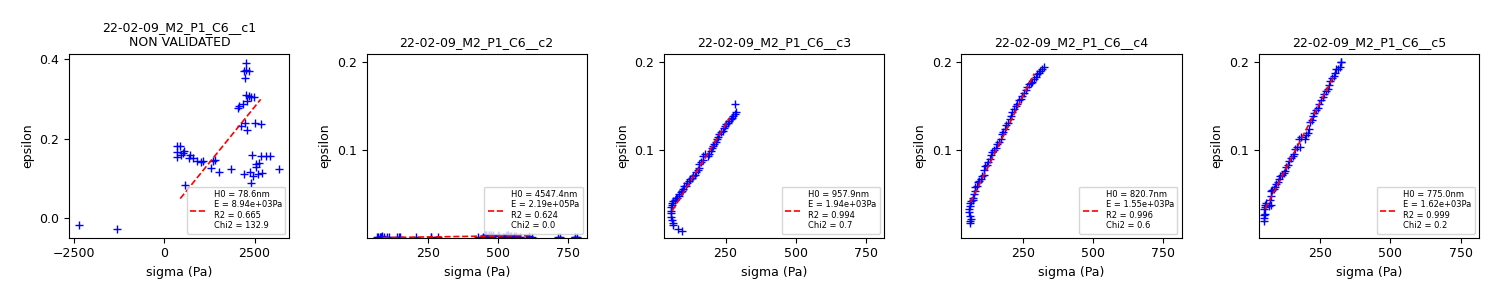 22-02-09_M2_P1_C6__c1
NON VALIDATED
0.4
0.2
0.0
epsilon
−2500
0
2500
sigma (Pa)
H0 = 78.6nm
E = 8.94e+03Pa
R2 = 0.665
Chi2 = 132.9
22-02-09_M2_P1_C6__c2
0.2
0.1
epsilon
250
500
750
sigma (Pa)
H0 = 4547.4nm
E = 2.19e+05Pa
R2 = 0.624
Chi2 = 0.0
22-02-09_M2_P1_C6__c3
0.2
0.1
epsilon
250
500
750
sigma (Pa)
H0 = 957.9nm
E = 1.94e+03Pa
R2 = 0.994
Chi2 = 0.7
22-02-09_M2_P1_C6__c4
0.2
0.1
epsilon
250
500
750
sigma (Pa)
H0 = 820.7nm
E = 1.55e+03Pa
R2 = 0.996
Chi2 = 0.6
22-02-09_M2_P1_C6__c5
0.2
0.1
epsilon
250
500
750
sigma (Pa)
H0 = 775.0nm
E = 1.62e+03Pa
R2 = 0.999
Chi2 = 0.2